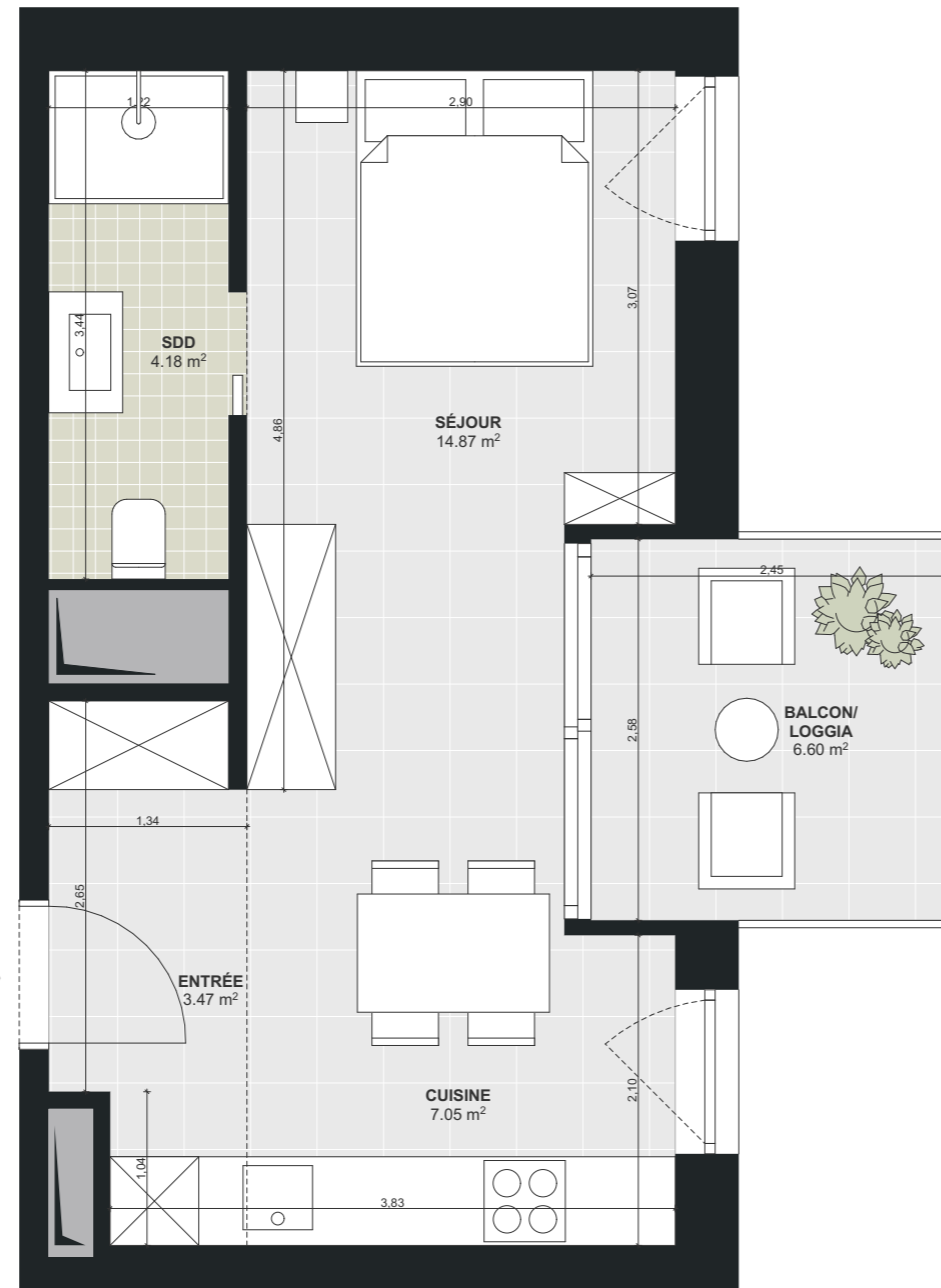 1,22
2,90
3,07
3,44
SDD
4.18 m²
4,86
SÉJOUR
14.87 m²
2,45
2,58
BALCON/
LOGGIA
6.60 m²
1,34
2,65
ENTRÉE
3.47 m²
CUISINE
7.05 m²
2,10
1,04
3,83